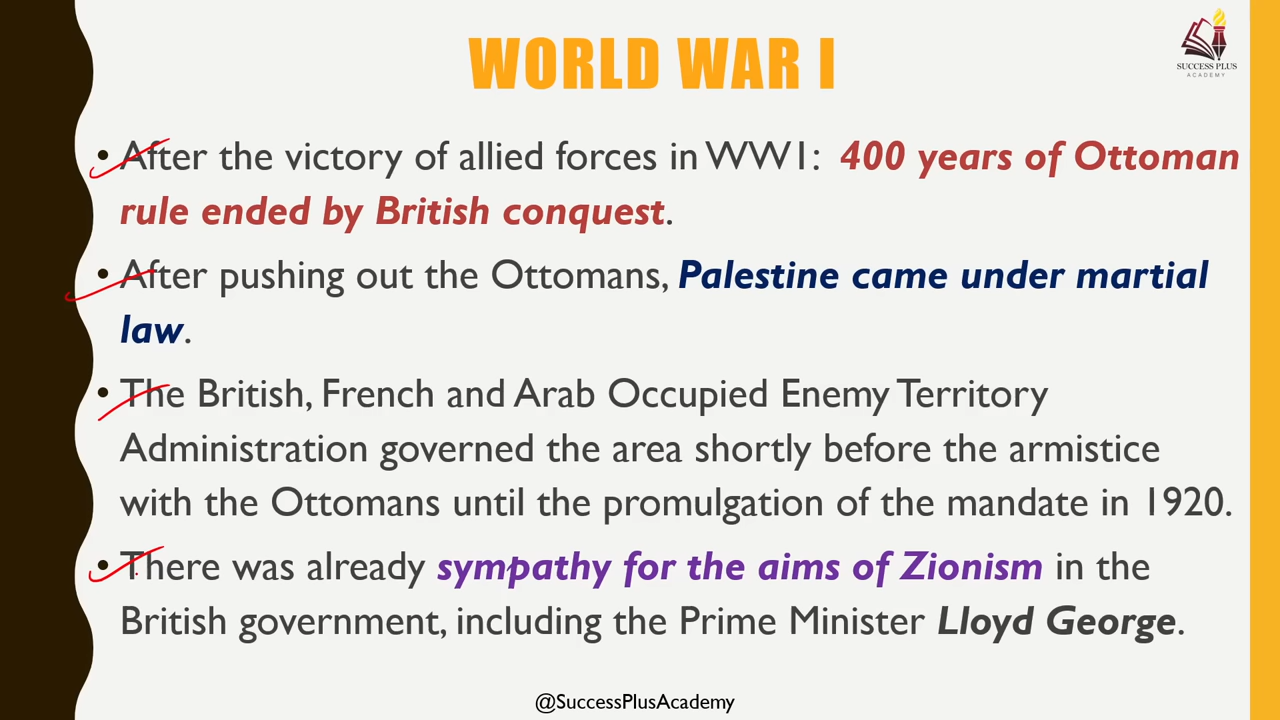 WORLD WAR I
SUCCESS PLUS
ACADEMY
• After the victory of allied forces in WW1: 400 years of Ottoman
rule ended by British conquest.
• After pushing out the Ottomans, Palestine came under martial
law.
• The British, French and Arab Occupied Enemy Territory
Administration governed the area shortly before the armistice
with the Ottomans until the promulgation of the mandate in 1920.
• There was already sympathy for the aims of Zionism in the
British government, including the Prime Minister Lloyd George.
@SuccessPlusAcademy